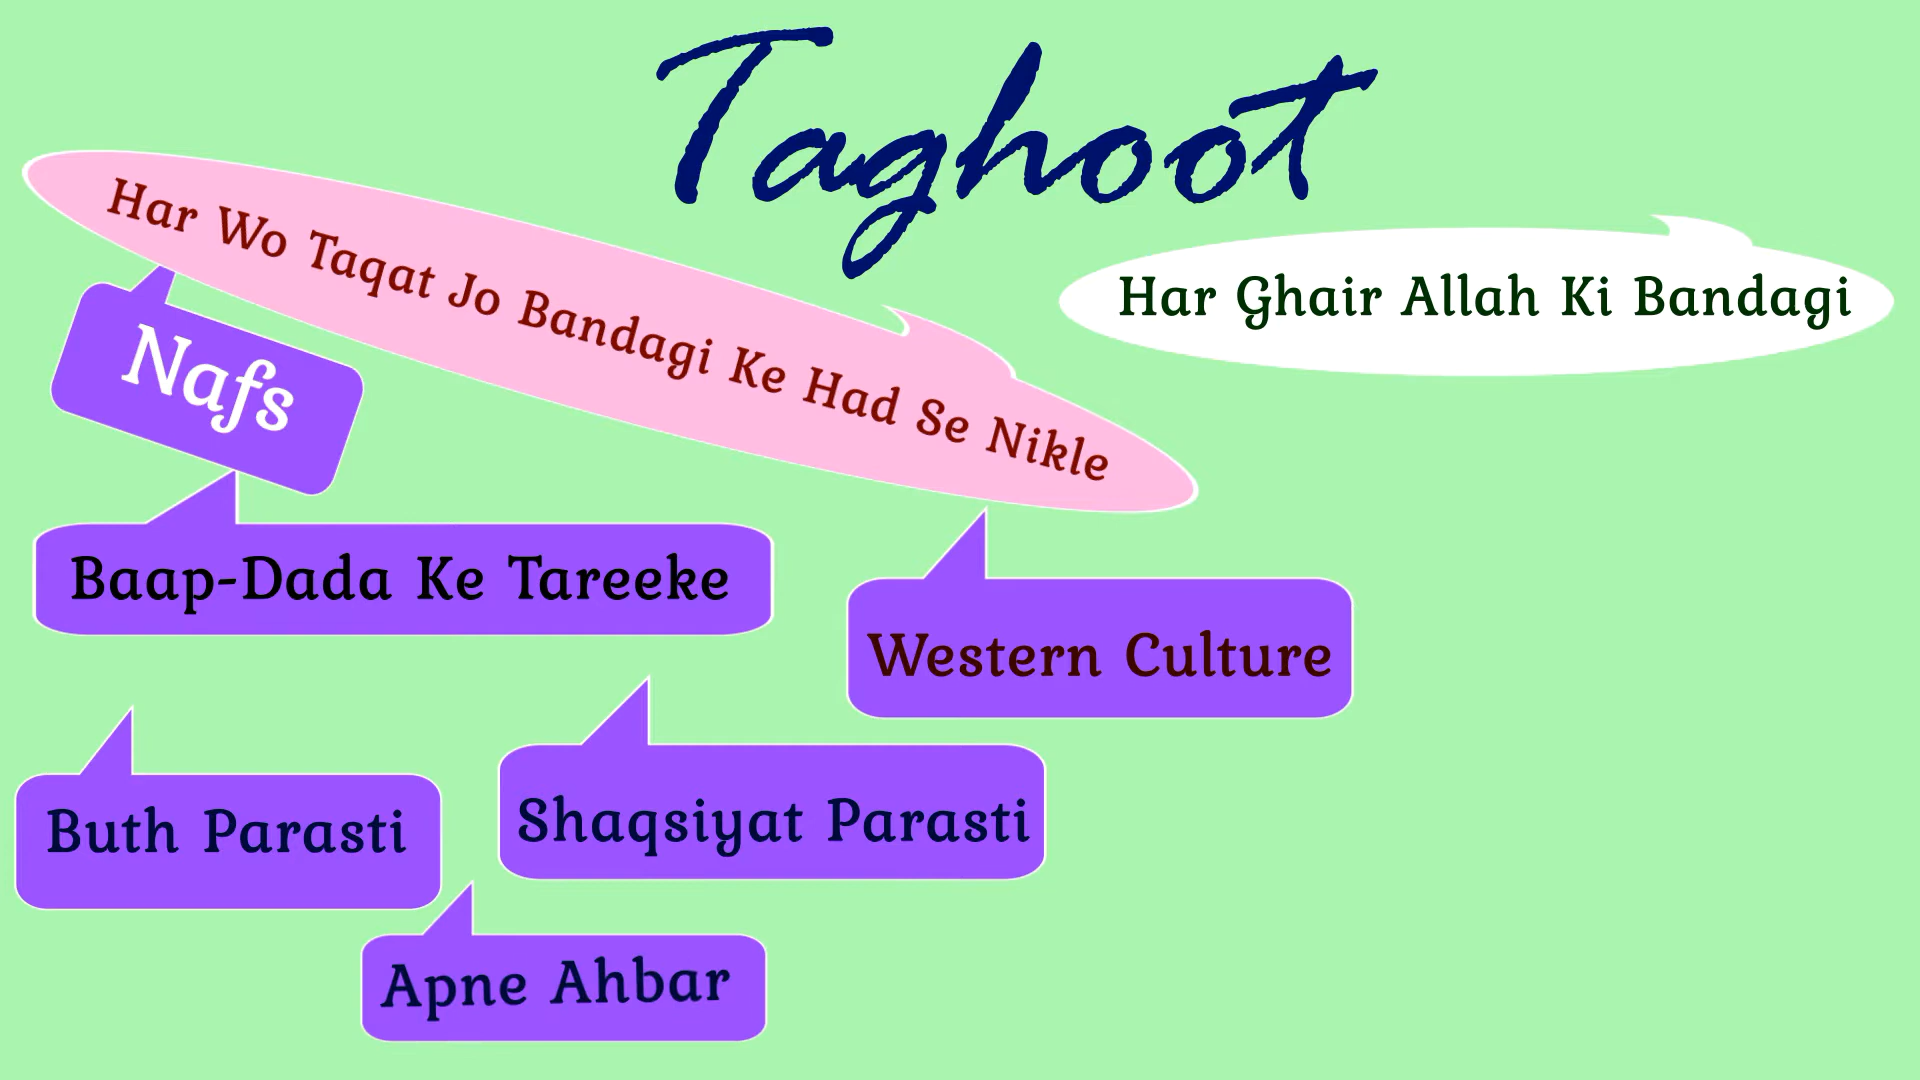 Taghoot
Har Wo Taqat Jo Bandagi Ke Had Se Nikle
Har Ghair Allah Ki Bandagi
Nafs
Baap-Dada Ke Tareeke
Western Culture
Buth Parasti
Shaqsiyat Parasti
Apne Ahbar